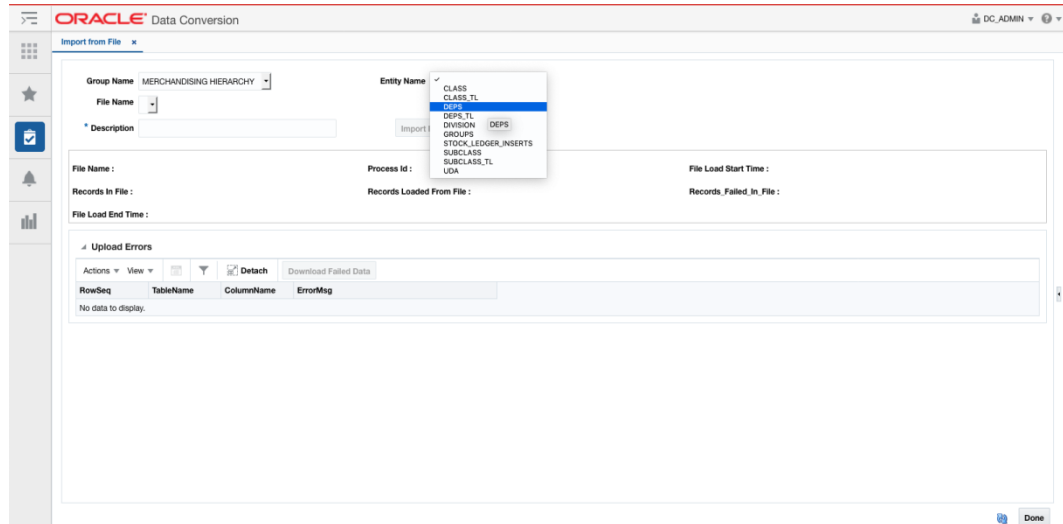 ORACLE® Data Conversion
DC_ADMIN
Import from File x
Group Name MERCHANDISING HIERARCHY
Entity Name
CLASS
CLASS_TL
DEPS
DEPS_TL
DIVISION DEPS
GROUPS
STOCK_LEDGER_INSERTS
SUBCLASS
SUBCLASS_TL
UDA
File Name
* Description
Import
File Name :
Process Id :
File Load Start Time :
Records In File :
Records Loaded From File :
Records_Failed_In_File :
File Load End Time :
Upload Errors
Actions View Detach Download Failed Data
RowSeq TableName ColumnName ErrorMsg
No data to display.
Done